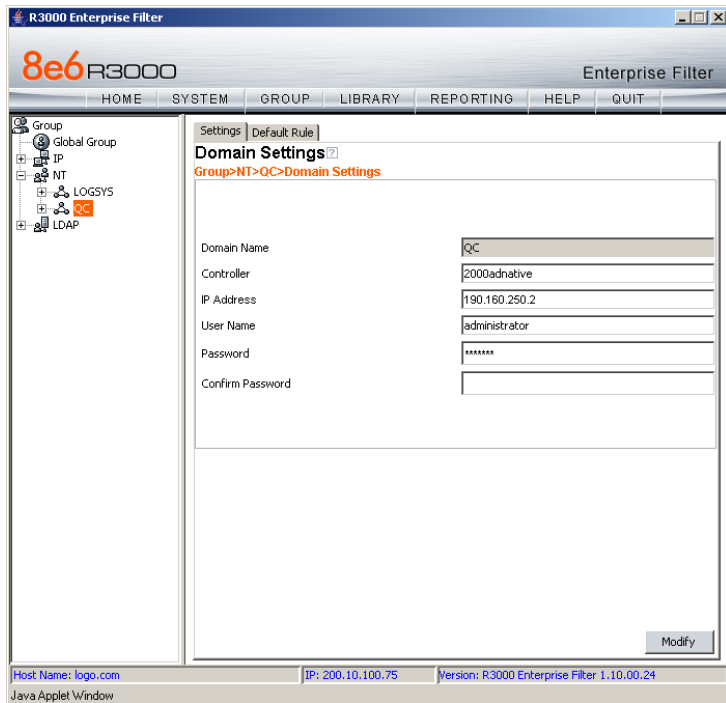 R3000 Enterprise Filter
8e6 R3000
Enterprise Filter
HOME SYSTEM GROUP LIBRARY REPORTING HELP QUIT
Group
Global Group
IP
NT
LOGSYS
QC
LDAP
Settings Default Rule
Domain Settings?
Group>NT>QC>Domain Settings
Domain Name QC
Controller 2000adnative
IP Address 190.160.250.2
User Name administrator
Password *******
Confirm Password
Modify
Host Name: logo.com IP: 200.10.100.75 Version: R3000 Enterprise Filter 1.10.00.24
Java Applet Window